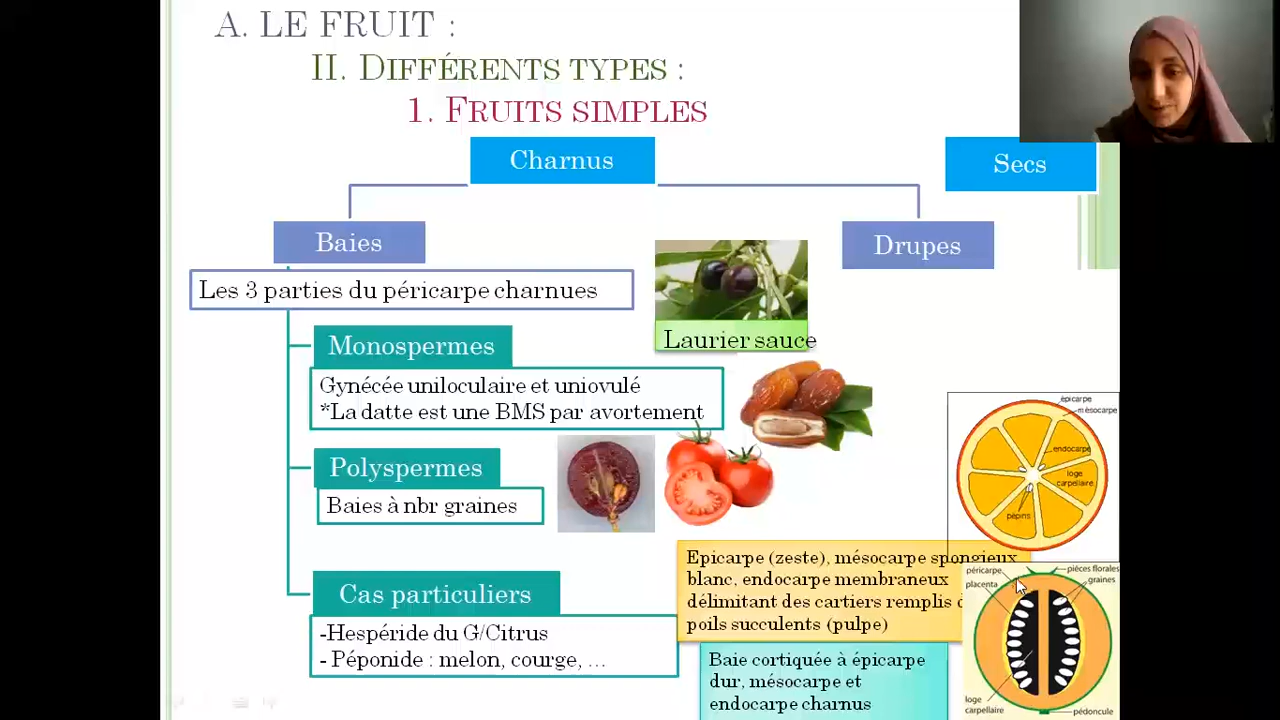 A. LE FRUIT :
II. DIFFÉRENTS TYPES :
1. FRUITS SIMPLES
Charnus
Secs
Baies
Drupes
Les 3 parties du péricarpe charnues
Laurier sauce
Monospermes
Gynécée uniloculaire et uniovulé
*La datte est une BMS par avortement
Polyspermes
Baies à nbr graines
épicarpe
mésocarpe
endocarpe
loge
carpellaire
pépins
Epicarpe (zeste), mésocarpe spongieux
blanc, endocarpe membraneux
délimitant des cartiers remplis d
poils succulents (pulpe)
Cas particuliers
-Hespéride du G/Citrus
- Péponide : melon, courge, ...
Baie cortiquée à épicarpe
dur, mésocarpe et
endocarpe charnus
péricarpe
placenta
pièces florales
graines
loge
carpellaire
pédoncule